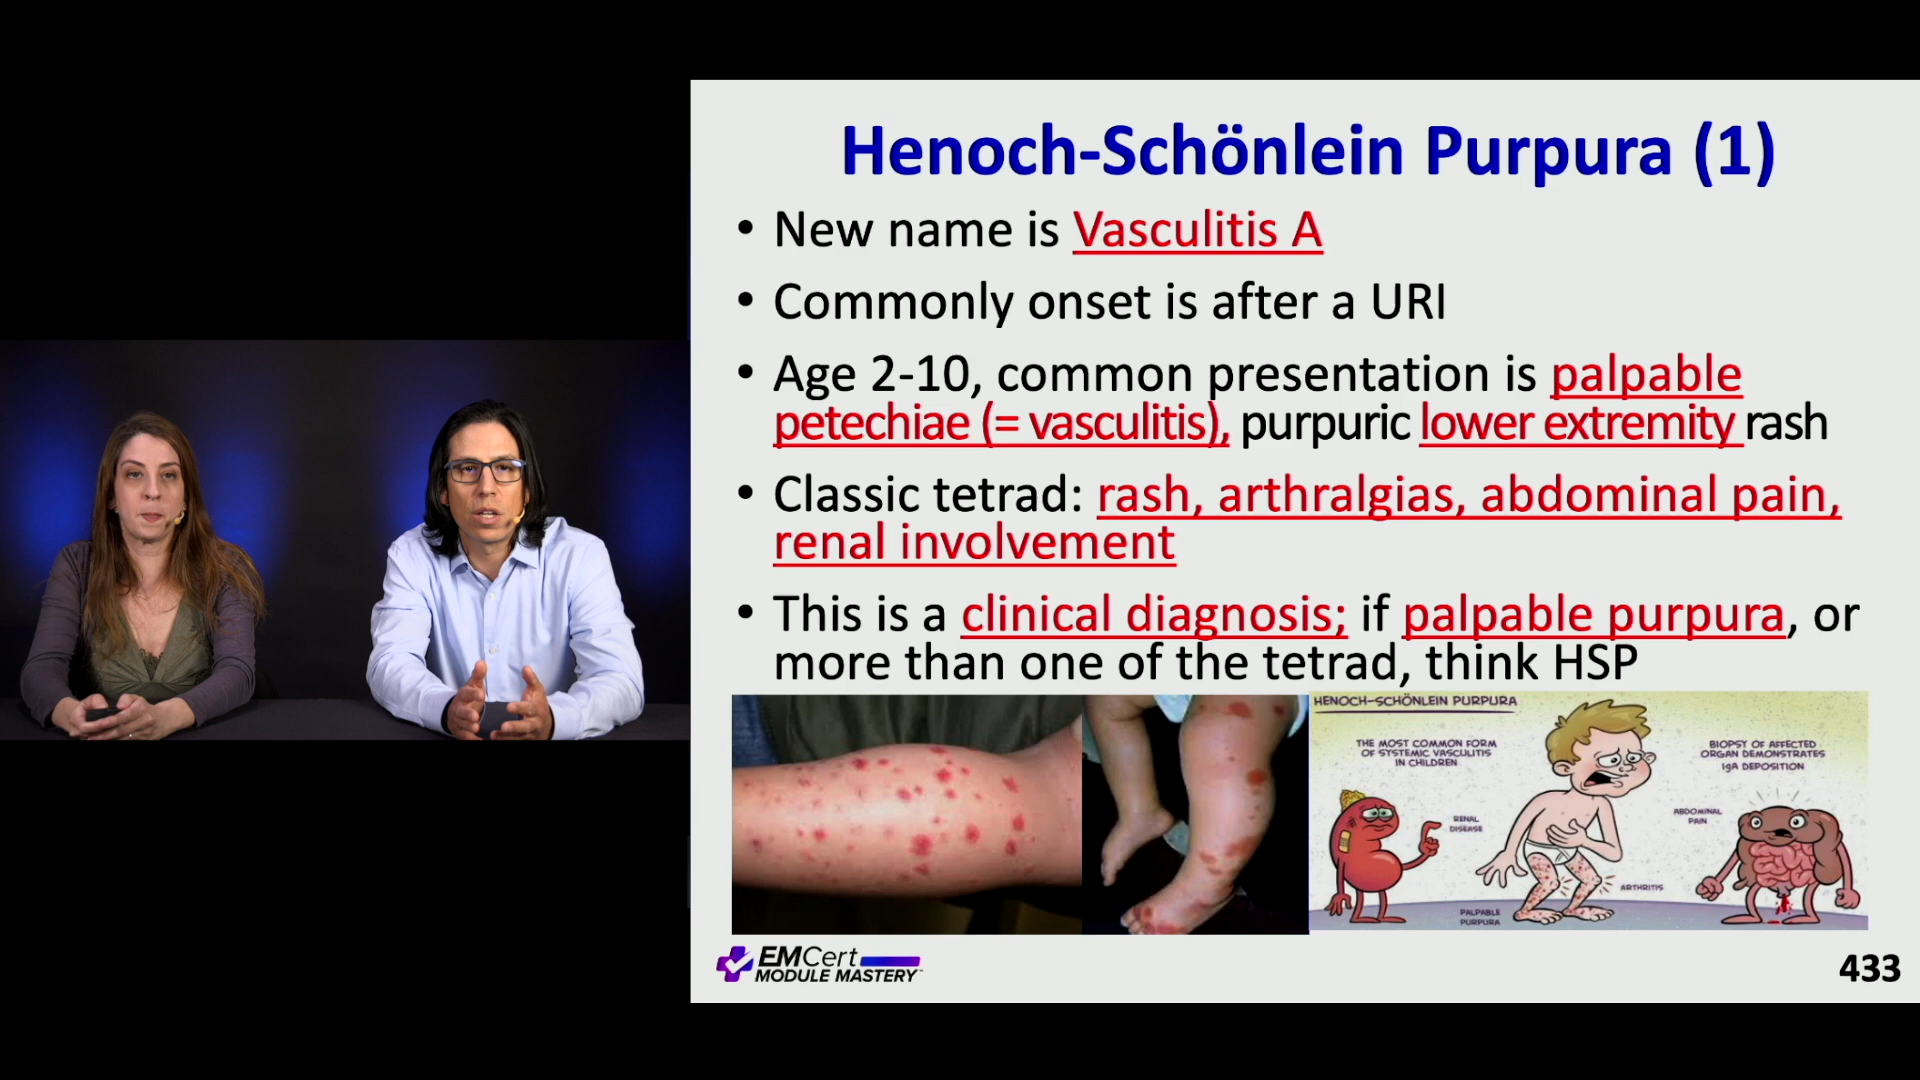 Henoch-Schönlein Purpura (1)
• New name is Vasculitis A
• Commonly onset is after a URI
• Age 2-10, common presentation is palpable
petechiae (= vasculitis), purpuric lower extremity rash
• Classic tetrad: rash, arthralgias, abdominal pain,
renal involvement
• This is a clinical diagnosis; if palpable purpura, or
more than one of the tetrad, think HSP
HENOCH-SCHÖNLEIN PURPURA
THE MOST COMMON FORM
OF SYSTEMIC VASCULITIS
IN CHILDREN
BIOPSY OF AFFECTED
ORGAN DEMONSTRATES
IgA DEPOSITION
RENAL
DISEASE
ABDOMINAL
PAIN
ARTHRITIS
PALPABLE
PURPURA
EMCert
MODULE MASTERY™
433